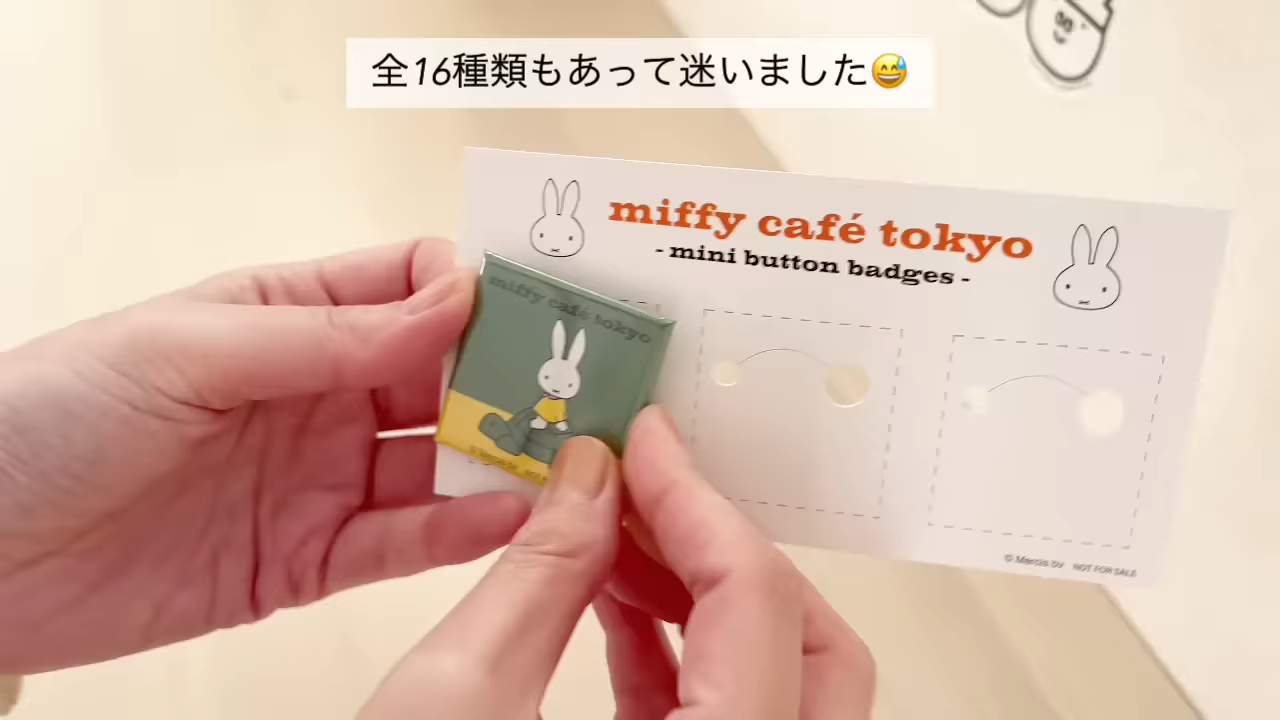 全16種類もあって迷いました😅
miffy café tokyo
- mini button badges -
miffy café tokyo
© Mercis bv NOT FOR SALE